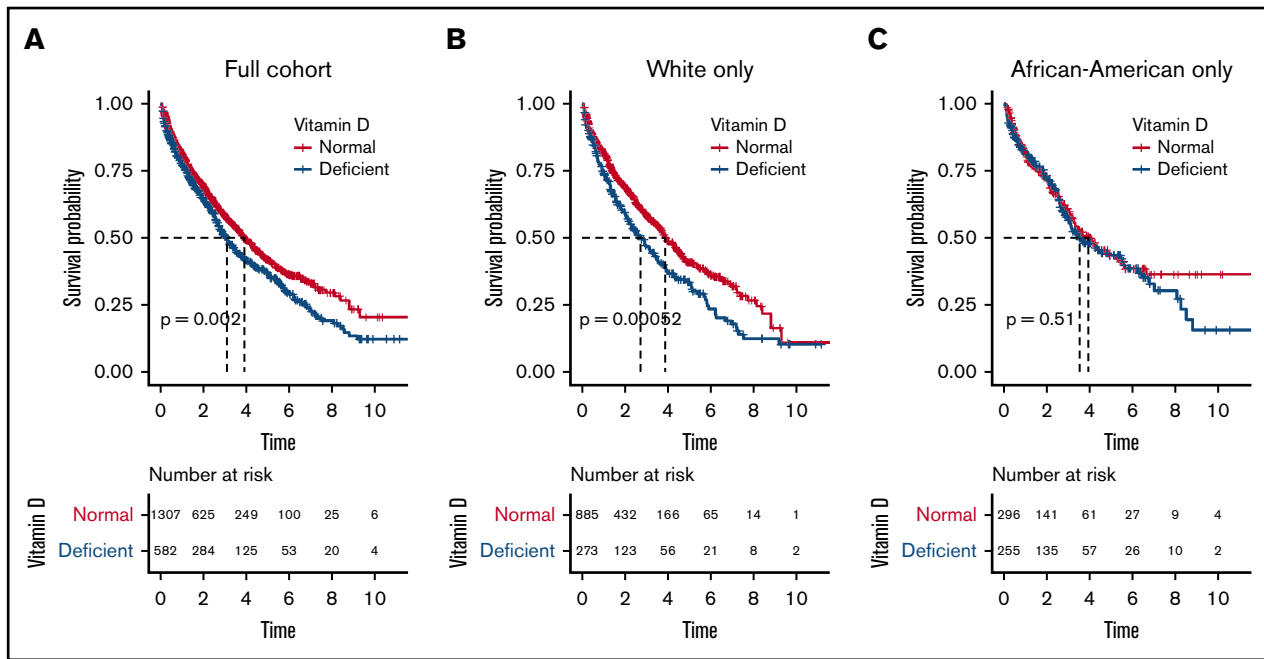 A
Full cohort
Survival probability
1.00
0.75
0.50
0.25
0.00
Vitamin D
Normal
Deficient
p = 0.002
0 2 4 6 8 10
Time
Number at risk
Vitamin D
Normal 1307 625 249 100 25 6
Deficient 582 284 125 53 20 4
0 2 4 6 8 10
Time
B
White only
Survival probability
1.00
0.75
0.50
0.25
0.00
Vitamin D
Normal
Deficient
p = 0.00052
0 2 4 6 8 10
Time
Number at risk
Vitamin D
Normal 885 432 166 65 14 1
Deficient 273 123 56 21 8 2
0 2 4 6 8 10
Time
C
African-American only
Survival probability
1.00
0.75
0.50
0.25
0.00
Vitamin D
Normal
Deficient
p = 0.51
0 2 4 6 8 10
Time
Number at risk
Vitamin D
Normal 296 141 61 27 9 4
Deficient 255 135 57 26 10 2
0 2 4 6 8 10
Time